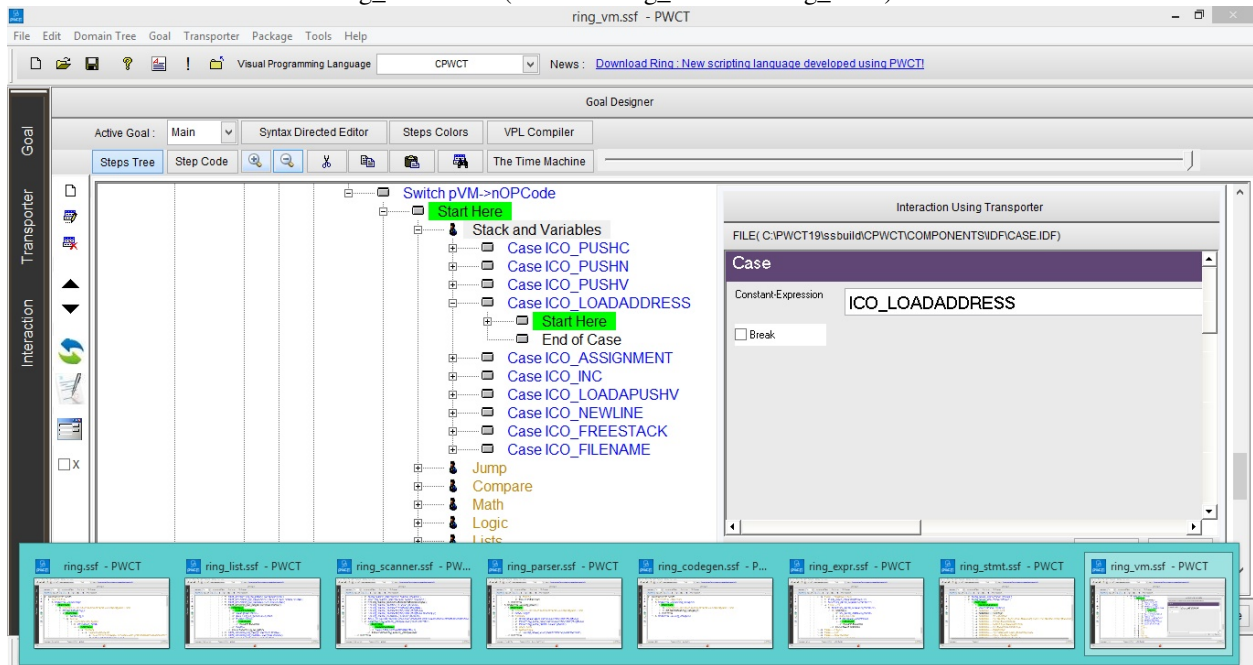 ring_vm.ssf - PWCT
File Edit Domain Tree Goal Transporter Package Tools Help
Visual Programming Language CPWCT News : Download Ring : New scripting language developed using PWCT!
Goal Designer
Active Goal : Main Syntax Directed Editor Steps Colors VPL Compiler
Steps Tree Step Code The Time Machine
Goal
Transporter
Interaction
X
Switch pVM->nOPCode
Start Here
Stack and Variables
Case ICO_PUSHC
Case ICO_PUSHN
Case ICO_PUSHV
Case ICO_LOADADDRESS
Start Here
End of Case
Case ICO_ASSIGNMENT
Case ICO_INC
Case ICO_LOADAPUSHV
Case ICO_NEWLINE
Case ICO_FREESTACK
Case ICO_FILENAME
Jump
Compare
Math
Logic
Lists
Interaction Using Transporter
FILE( C:\PWCT19\ssbuild\CPWCT\COMPONENTS\IDF\CASE.IDF)
Case
Constant-Expression ICO_LOADADDRESS
Break
ring.ssf - PWCT ring_list.ssf - PWCT ring_scanner.ssf - PW... ring_parser.ssf - PWCT ring_codegen.ssf - P... ring_expr.ssf - PWCT ring_stmt.ssf - PWCT ring_vm.ssf - PWCT